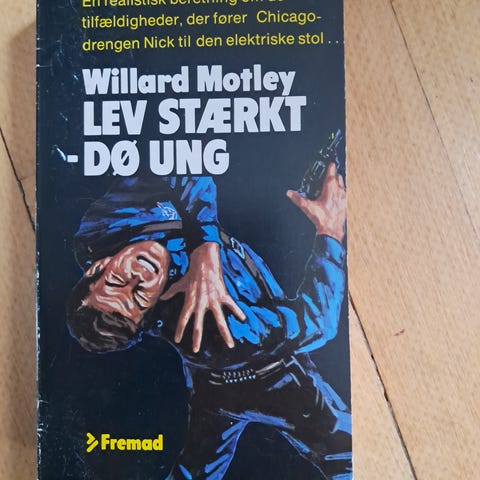 En realistisk beretning om de
tilfældigheder, der fører Chicago-
drengen Nick til den elektriske stol...
Willard Motley
LEV STÆRKT
-DØ UNG
Fremad